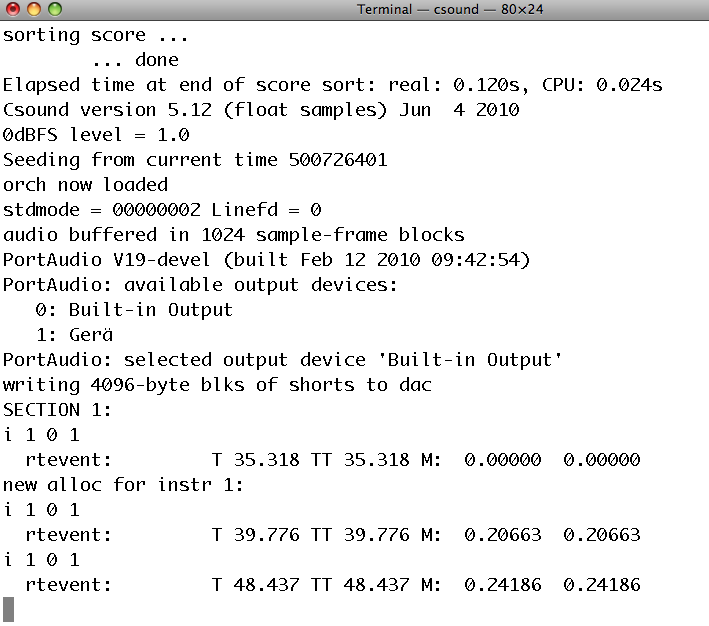 Terminal — csound — 80×24
sorting score ...
        ... done
Elapsed time at end of score sort: real: 0.120s, CPU: 0.024s
Csound version 5.12 (float samples) Jun  4 2010
0dBFS level = 1.0
Seeding from current time 500726401
orch now loaded
stdmode = 00000002 Linefd = 0
audio buffered in 1024 sample-frame blocks
PortAudio V19-devel (built Feb 12 2010 09:42:54)
PortAudio: available output devices:
   0: Built-in Output
   1: Gerä
PortAudio: selected output device 'Built-in Output'
writing 4096-byte blks of shorts to dac
SECTION 1:
i 1 0 1
  rtevent:         T 35.318 TT 35.318 M:  0.00000  0.00000
new alloc for instr 1:
i 1 0 1
  rtevent:         T 39.776 TT 39.776 M:  0.20663  0.20663
i 1 0 1
  rtevent:         T 48.437 TT 48.437 M:  0.24186  0.24186